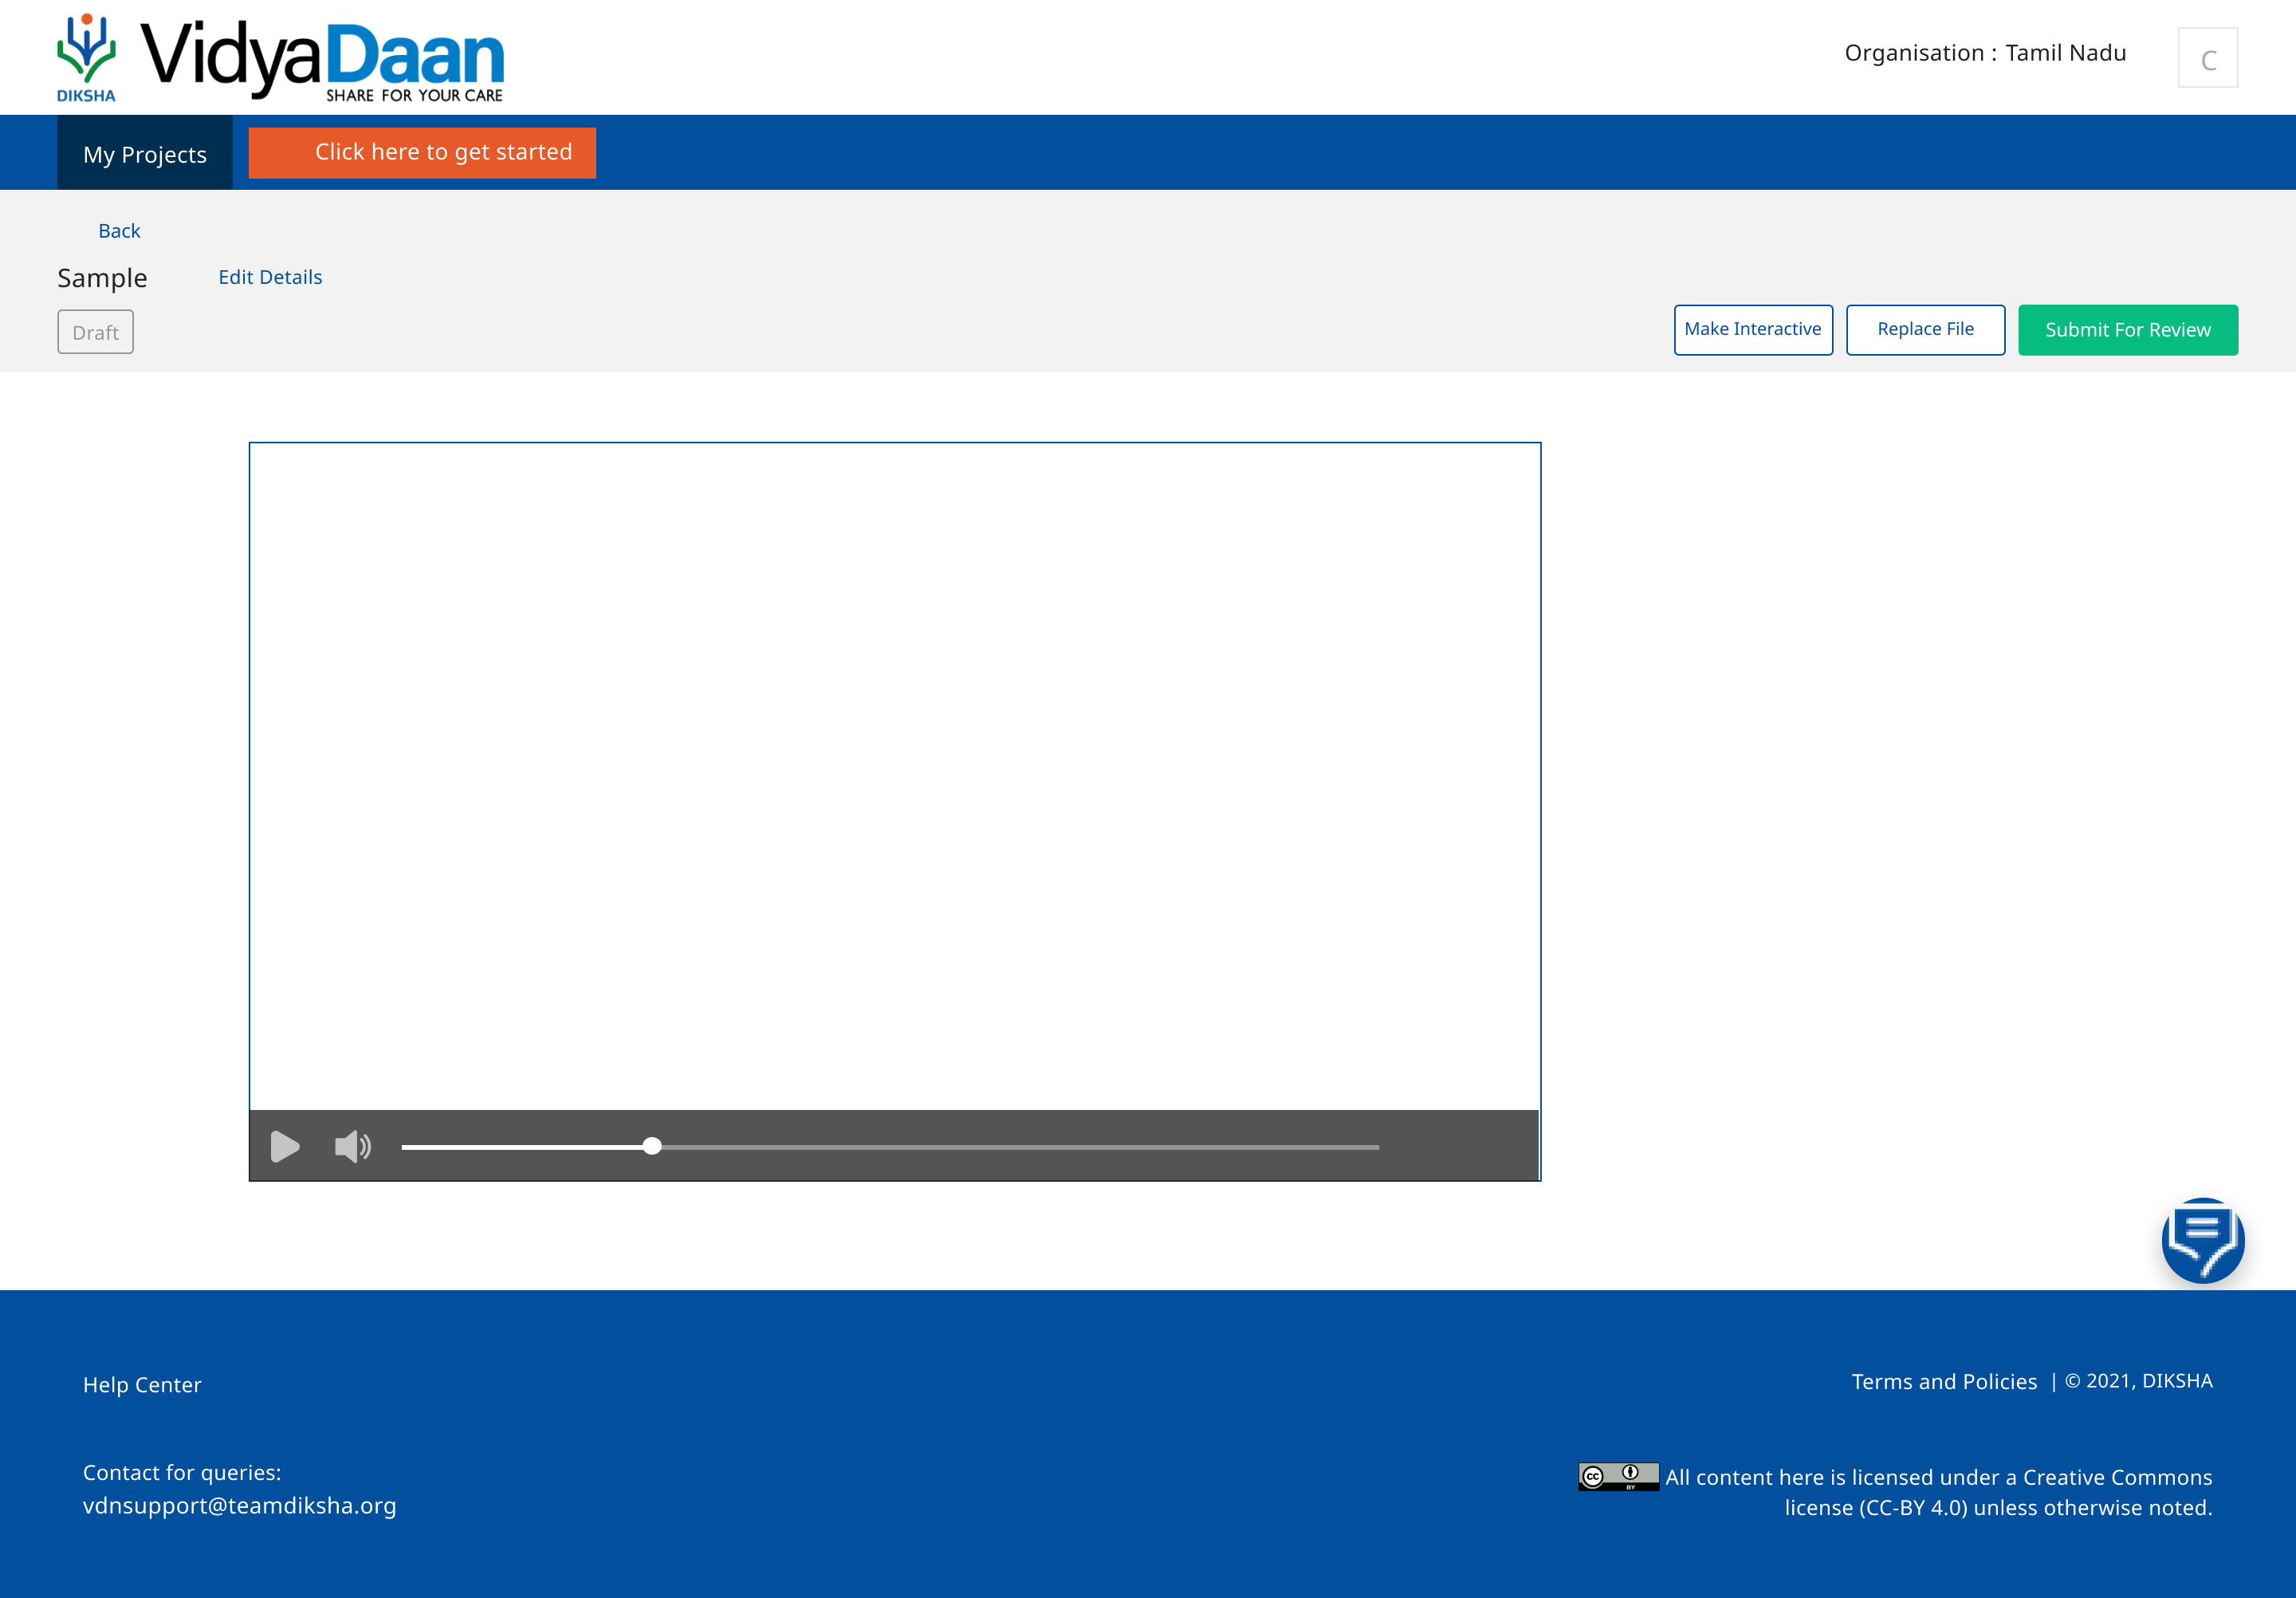 DIKSHA
VidyaDaan
SHARE FOR YOUR CARE
Organisation : Tamil Nadu
C
My Projects
Click here to get started
Back
Sample
Edit Details
Draft
Make Interactive
Replace File
Submit For Review
Help Center
Terms and Policies | © 2021, DIKSHA
Contact for queries:
vdnsupport@teamdiksha.org
cc
BY
All content here is licensed under a Creative Commons
license (CC-BY 4.0) unless otherwise noted.